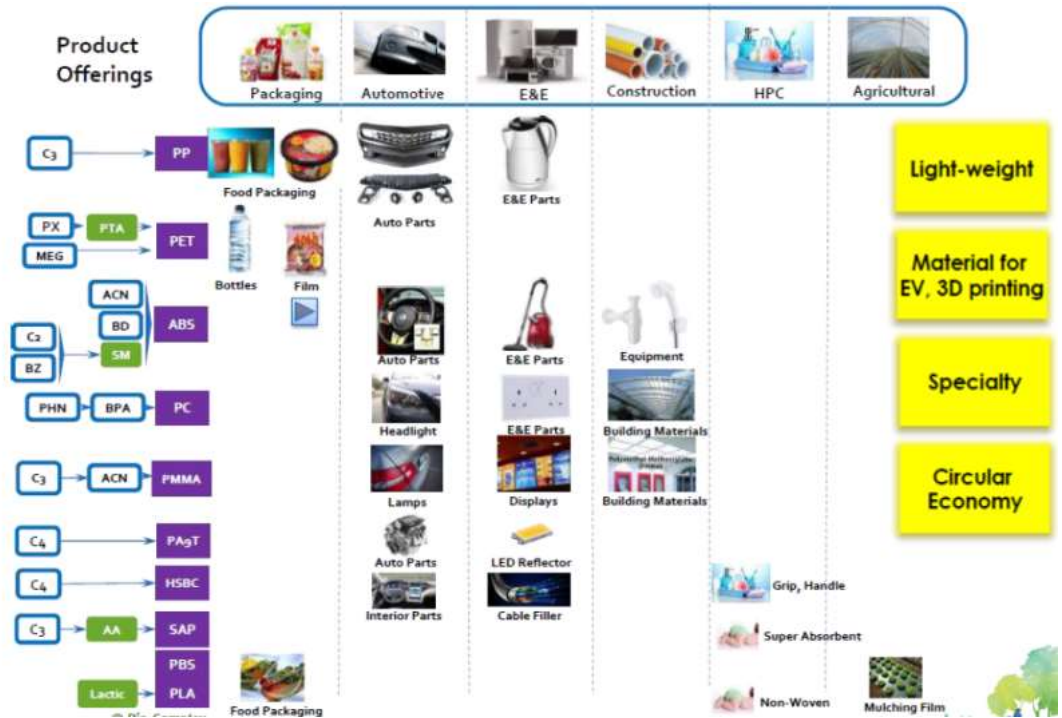 Product
Offerings
Packaging
Automotive
E&E
Construction
HPC
Agricultural
C3
PP
Food Packaging
Auto Parts
E&E Parts
Light-weight
PX
PTA
PET
MEG
Bottles
Film
Material for
EV, 3D printing
ACN
BD
ABS
C2
SM
BZ
Auto Parts
E&E Parts
Equipment
Specialty
PHN
BPA
PC
Headlight
E&E Parts
Building Materials
C3
ACN
PMMA
Lamps
Displays
Building Materials
Circular
Economy
C4
PA9T
Auto Parts
LED Reflector
C4
HSBC
Interior Parts
Cable Filler
Grip, Handle
C3
AA
SAP
Super Absorbent
PBS
Lactic
PLA
Food Packaging
Non-Woven
Mulching Film